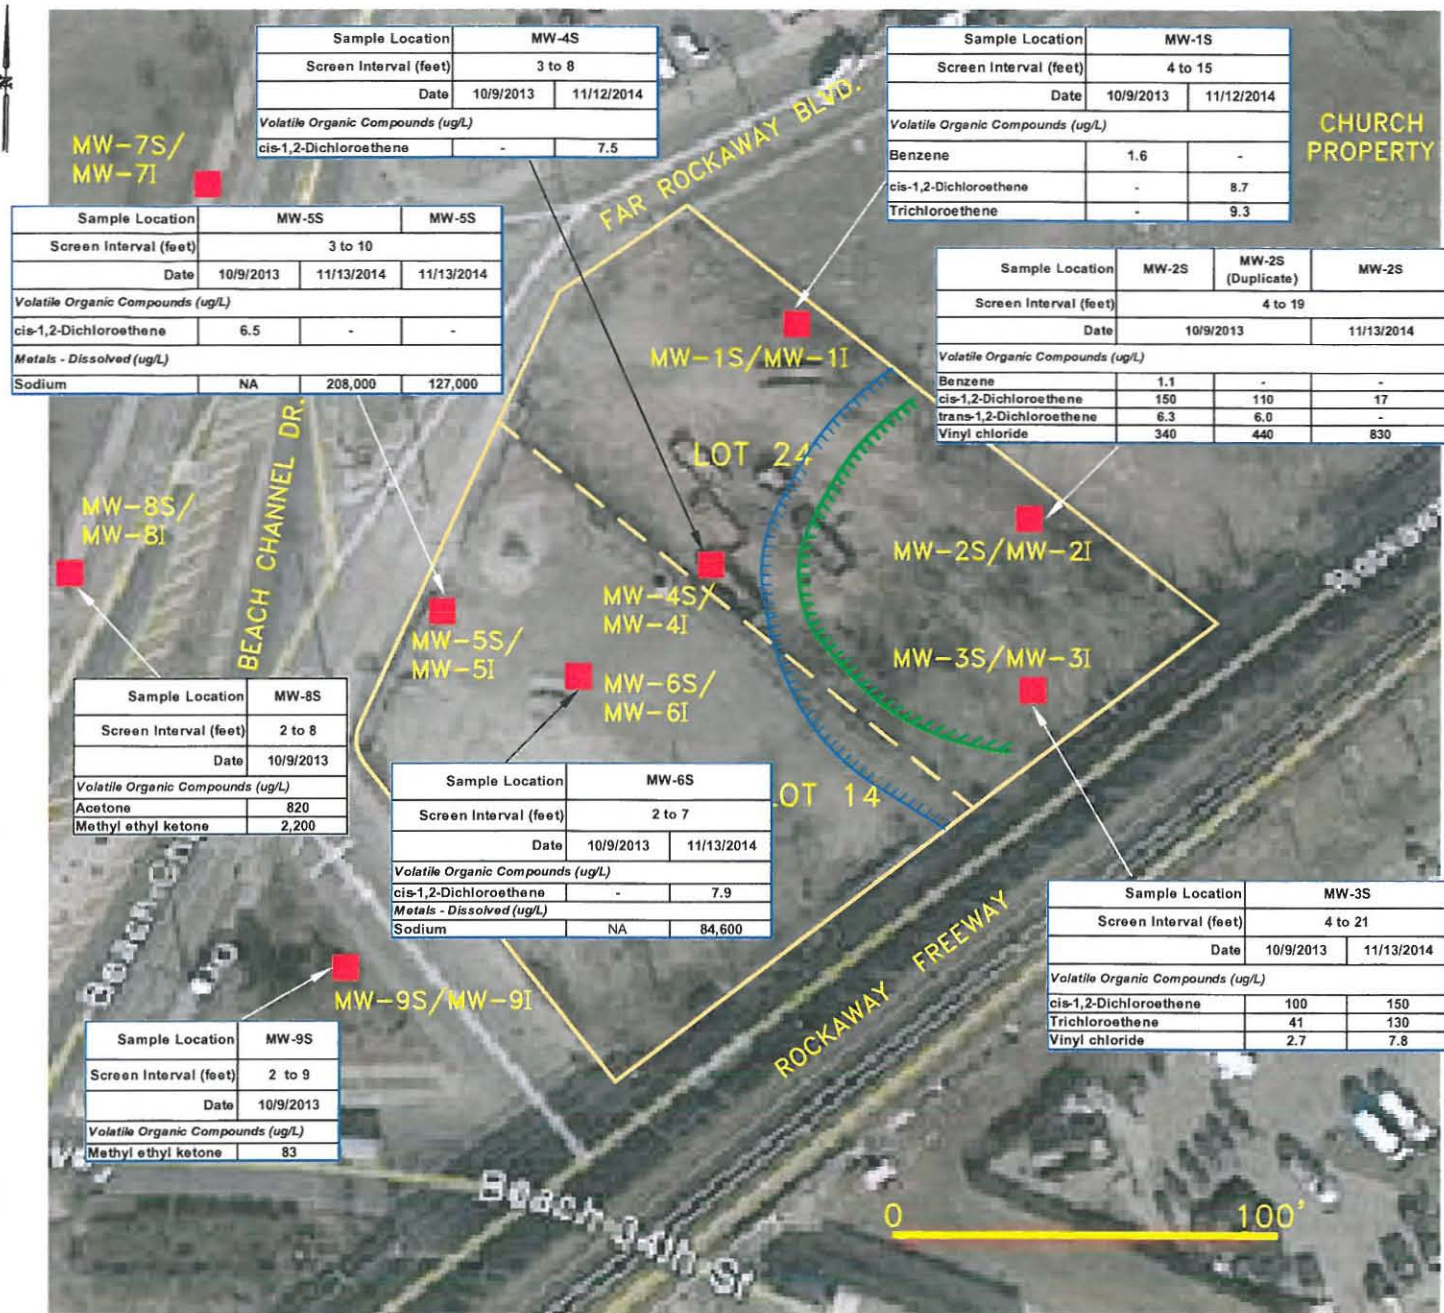 N
Sample Location MW-4S
Screen Interval (feet) 3 to 8
Date 10/9/2013 11/12/2014
Volatile Organic Compounds (ug/L)
cis-1,2-Dichloroethene - 7.5
Sample Location MW-1S
Screen Interval (feet) 4 to 15
Date 10/9/2013 11/12/2014
Volatile Organic Compounds (ug/L)
Benzene 1.6 -
cis-1,2-Dichloroethene - 8.7
Trichloroethene - 9.3
CHURCH
PROPERTY
MW-7S/
MW-7I
FAR ROCKAWAY BLVD.
Sample Location MW-5S MW-5S
Screen Interval (feet) 3 to 10
Date 10/9/2013 11/13/2014 11/13/2014
Volatile Organic Compounds (ug/L)
cis-1,2-Dichloroethene 6.5 - -
Metals - Dissolved (ug/L)
Sodium NA 208,000 127,000
Sample Location MW-2S MW-2S (Duplicate) MW-2S
Screen Interval (feet) 4 to 19
Date 10/9/2013 11/13/2014
Volatile Organic Compounds (ug/L)
Benzene 1.1 - -
cis-1,2-Dichloroethene 150 110 17
trans-1,2-Dichloroethene 6.3 6.0 -
Vinyl chloride 340 440 830
MW-1S/MW-1I
LOT 24
BEACH CHANNEL DR.
MW-8S/
MW-8I
MW-2S/MW-2I
MW-4S/
MW-4I
MW-5S/
MW-5I
MW-3S/MW-3I
MW-6S/
MW-6I
Sample Location MW-8S
Screen Interval (feet) 2 to 8
Date 10/9/2013
Volatile Organic Compounds (ug/L)
Acetone 820
Methyl ethyl ketone 2,200
Sample Location MW-6S
Screen Interval (feet) 2 to 7
Date 10/9/2013 11/13/2014
Volatile Organic Compounds (ug/L)
cis-1,2-Dichloroethene - 7.9
Metals - Dissolved (ug/L)
Sodium NA 84,600
OT 14
Sample Location MW-3S
Screen Interval (feet) 4 to 21
Date 10/9/2013 11/13/2014
Volatile Organic Compounds (ug/L)
cis-1,2-Dichloroethene 100 150
Trichloroethene 41 130
Vinyl chloride 2.7 7.8
ROCKAWAY FREEWAY
MW-9S/MW-9I
Sample Location MW-9S
Screen Interval (feet) 2 to 9
Date 10/9/2013
Volatile Organic Compounds (ug/L)
Methyl ethyl ketone 83
Beach St
0 100'